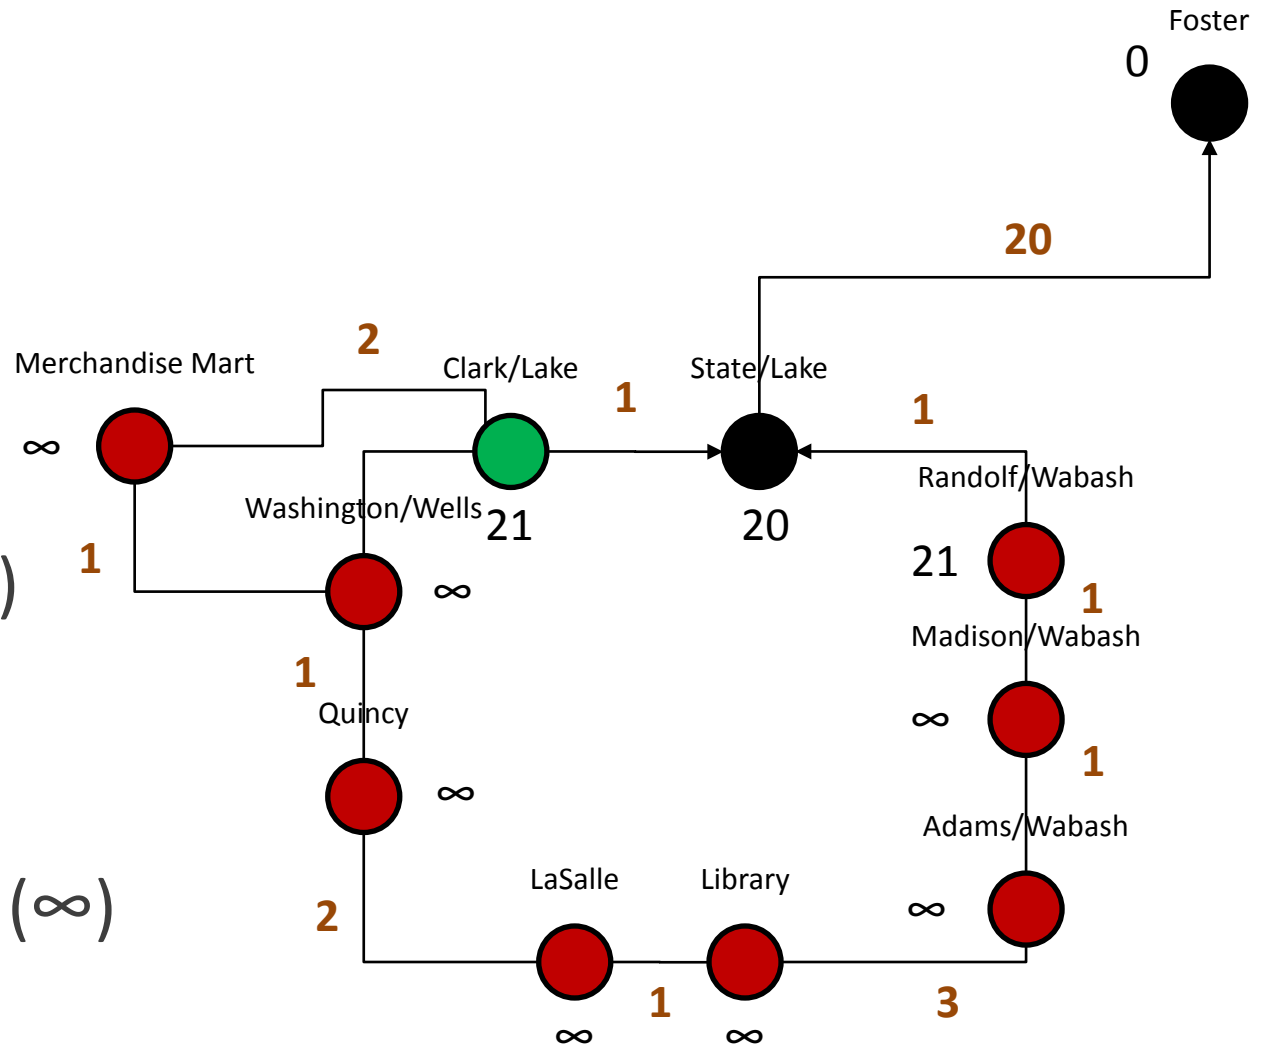 Foster
0
20
2
Merchandise Mart
Clark/Lake
State/Lake
1
1
∞
Randolf/Wabash
Washington/Wells
21
20
1
)
∞
21
1
Madison/Wabash
1
Quincy
∞
1
∞
Adams/Wabash
LaSalle
Library
(∞)
2
∞
1
3
∞
∞